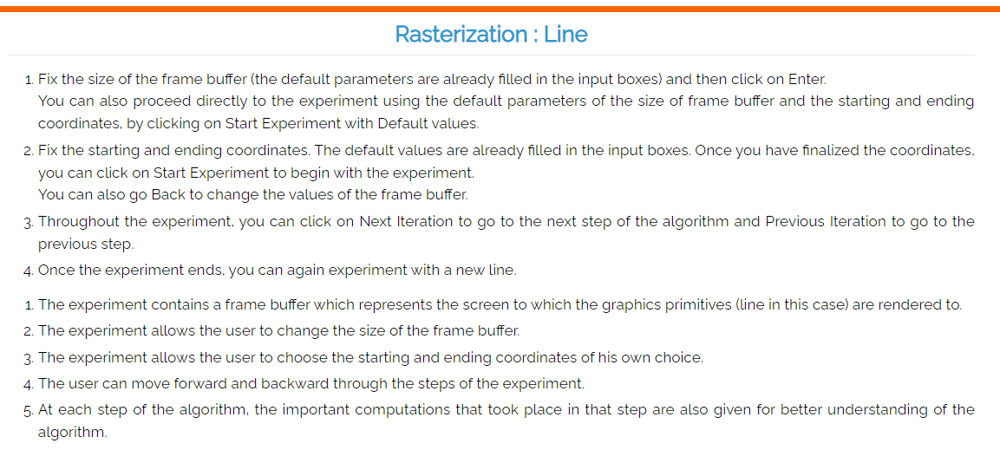 Rasterization : Line
1. Fix the size of the frame buffer (the default parameters are already filled in the input boxes) and then click on Enter.
You can also proceed directly to the experiment using the default parameters of the size of frame buffer and the starting and ending
coordinates, by clicking on Start Experiment with Default values.
2. Fix the starting and ending coordinates. The default values are already filled in the input boxes. Once you have finalized the coordinates,
you can click on Start Experiment to begin with the experiment.
You can also go Back to change the values of the frame buffer.
3. Throughout the experiment, you can click on Next Iteration to go to the next step of the algorithm and Previous Iteration to go to the
previous step.
4. Once the experiment ends, you can again experiment with a new line.
1. The experiment contains a frame buffer which represents the screen to which the graphics primitives (line in this case) are rendered to.
2. The experiment allows the user to change the size of the frame buffer.
3. The experiment allows the user to choose the starting and ending coordinates of his own choice.
4. The user can move forward and backward through the steps of the experiment.
5. At each step of the algorithm, the important computations that took place in that step are also given for better understanding of the
algorithm.